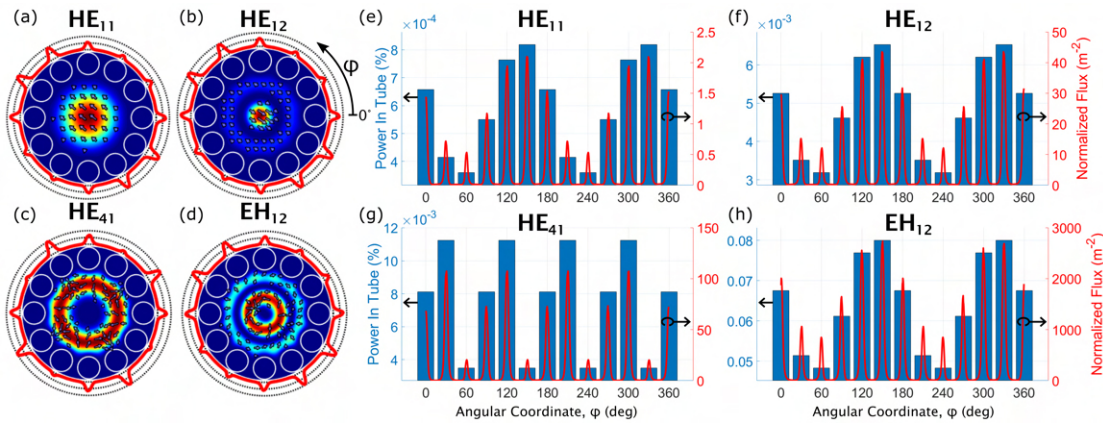 (a) HE11 (b) HE12
φ
0°
(c) HE41 (d) EH12
(e) HE11
×10-4
Power In Tube (%)
8
7
6
5
4
2.5
2
1.5
1
0.5
0
0 60 120 180 240 300 360
(f) HE12
×10-3
6
5
4
3
50
40
30
20
10
0
Normalized Flux (m-2)
0 60 120 180 240 300 360
(g) HE41
×10-3
Power In Tube (%)
12
10
8
6
4
150
100
50
0
0 60 120 180 240 300 360
Angular Coordinate, φ (deg)
(h) EH12
0.08
0.07
0.06
0.05
3000
2000
1000
0
Normalized Flux (m-2)
0 60 120 180 240 300 360
Angular Coordinate, φ (deg)